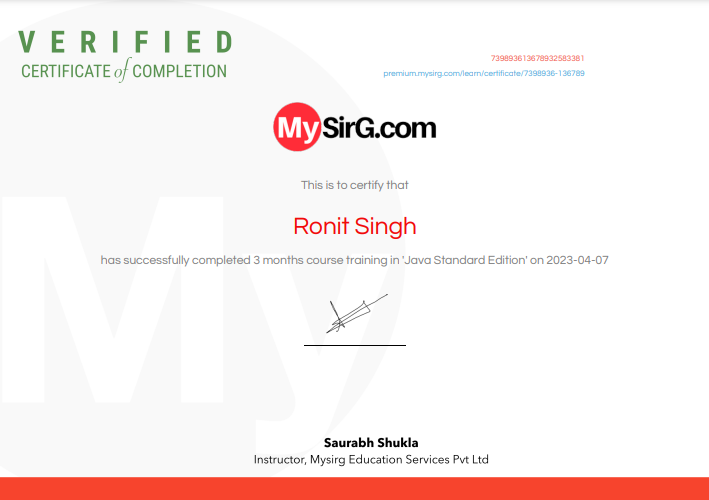 VERIFIED
CERTIFICATE of COMPLETION
739893613678932583381
premium.mysirg.com/learn/certificate/7398936-136789
MySirG.com
This is to certify that
Ronit Singh
has successfully completed 3 months course training in 'Java Standard Edition' on 2023-04-07
Saurabh Shukla
Instructor, Mysirg Education Services Pvt Ltd
My